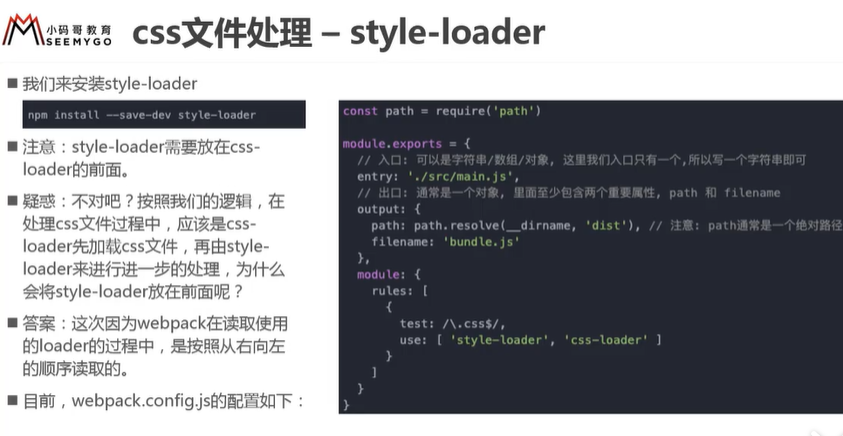 小码哥教育
SEEMYGO
css文件处理 – style-loader
■ 我们来安装style-loader
npm install --save-dev style-loader
■ 注意：style-loader需要放在css-
loader的前面。
■ 疑惑：不对吧？按照我们的逻辑，在
处理css文件过程中，应该是css-
loader先加载css文件，再由style-
loader来进行进一步的处理，为什么
会将style-loader放在前面呢？
■ 答案：这次因为webpack在读取使用
的loader的过程中，是按照从右向左
的顺序读取的。
■ 目前，webpack.config.js的配置如下：
const path = require('path')
module.exports = {
// 入口: 可以是字符串/数组/对象, 这里我们入口只有一个,所以写一个字符串即可
entry: './src/main.js',
// 出口: 通常是一个对象, 里面至少包含两个重要属性, path 和 filename
output: {
path: path.resolve(__dirname, 'dist'), // 注意: path通常是一个绝对路径
filename: 'bundle.js'
},
module: {
rules: [
{
test: /\.css$/,
use: [ 'style-loader', 'css-loader' ]
}
]
}
}